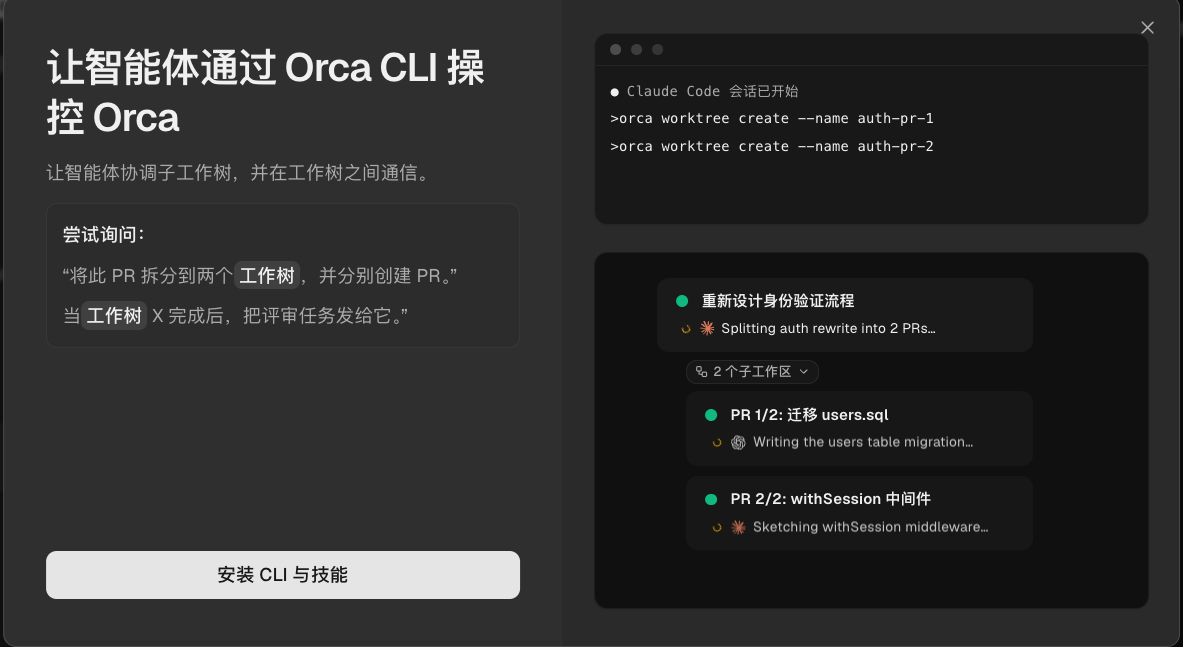 让智能体通过 Orca CLI 操
控 Orca
让智能体协调子工作树，并在工作树之间通信。
尝试询问：
“将此 PR 拆分到两个 工作树 ，并分别创建 PR。”
当 工作树 X 完成后，把评审任务发给它。”
安装 CLI 与技能
Claude Code 会话已开始
>orca worktree create --name auth-pr-1
>orca worktree create --name auth-pr-2
重新设计身份验证流程
Splitting auth rewrite into 2 PRs…
2 个子工作区
PR 1/2: 迁移 users.sql
Writing the users table migration…
PR 2/2: withSession 中间件
Sketching withSession middleware…